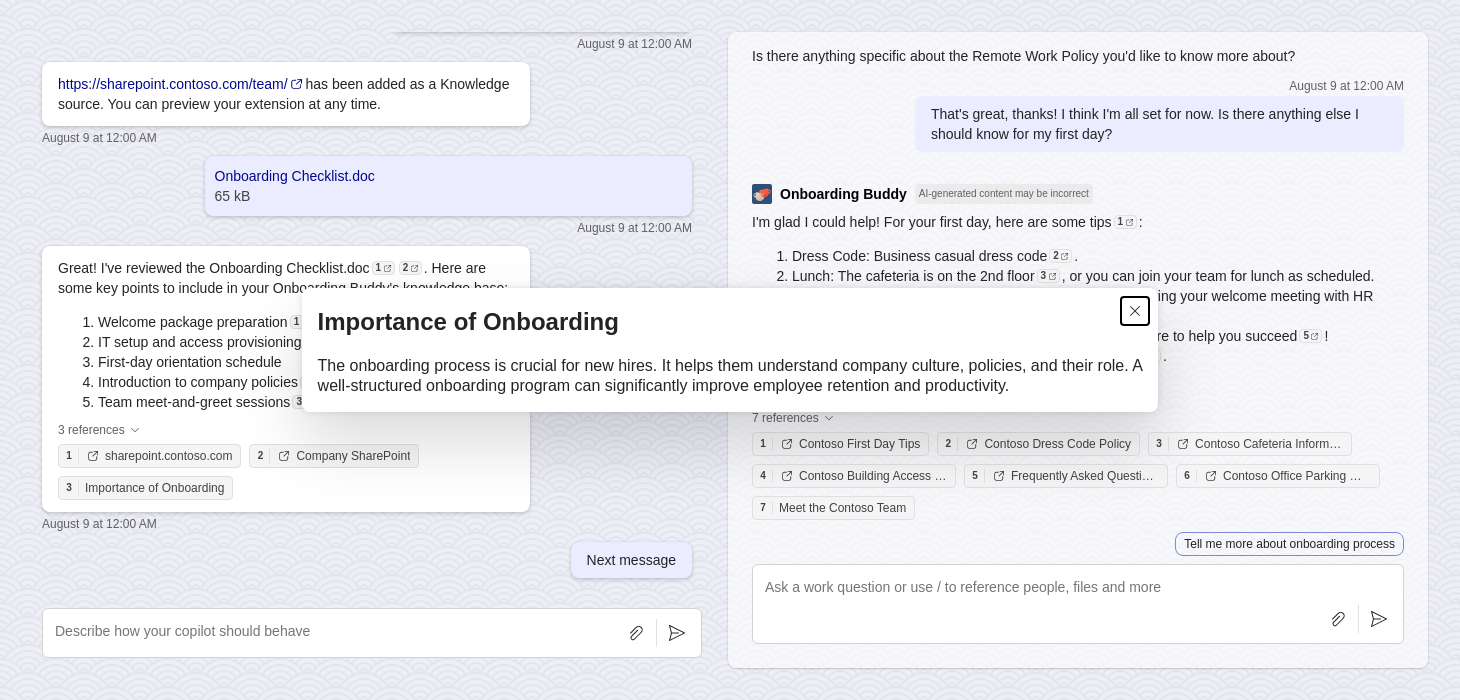 August 9 at 12:00 AM
https://sharepoint.contoso.com/team/ has been added as a Knowledge
source. You can preview your extension at any time.
August 9 at 12:00 AM
Onboarding Checklist.doc
65 kB
August 9 at 12:00 AM
Great! I've reviewed the Onboarding Checklist.doc 1 2 . Here are
some key points to include in your Onboarding Buddy's knowledge base:
1. Welcome package preparation 1
2. IT setup and access provisioning
3. First-day orientation schedule
4. Introduction to company policies
5. Team meet-and-greet sessions 3
3 references
1 sharepoint.contoso.com 2 Company SharePoint
3 Importance of Onboarding
August 9 at 12:00 AM
Next message
Describe how your copilot should behave
Importance of Onboarding
The onboarding process is crucial for new hires. It helps them understand company culture, policies, and their role. A
well-structured onboarding program can significantly improve employee retention and productivity.
Is there anything specific about the Remote Work Policy you'd like to know more about?
August 9 at 12:00 AM
That's great, thanks! I think I'm all set for now. Is there anything else I
should know for my first day?
Onboarding Buddy AI-generated content may be incorrect
I'm glad I could help! For your first day, here are some tips 1 :
1. Dress Code: Business casual dress code 2 .
2. Lunch: The cafeteria is on the 2nd floor 3 , or you can join your team for lunch as scheduled.
your welcome meeting with HR
to help you succeed 5 !
.
7 references
1 Contoso First Day Tips 2 Contoso Dress Code Policy 3 Contoso Cafeteria Inform…
4 Contoso Building Access … 5 Frequently Asked Questi… 6 Contoso Office Parking …
7 Meet the Contoso Team
Tell me more about onboarding process
Ask a work question or use / to reference people, files and more